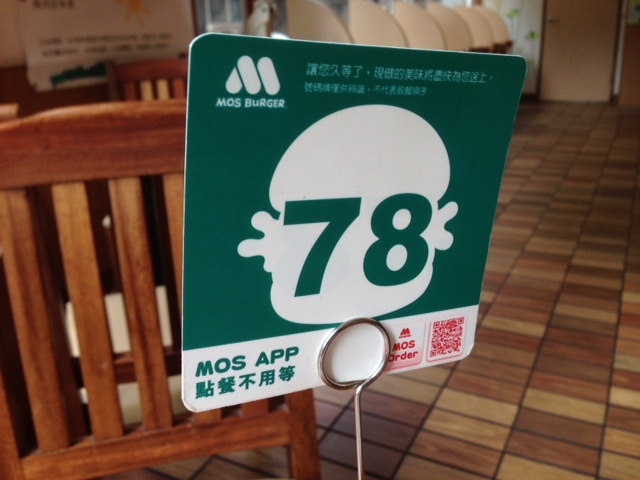 MOS BURGER
讓您久等了，現做的美味將盡快為您送上。
號碼牌僅供辨識，不代表取餐順序
78
MOS APP
點餐不用等
MOS
Order